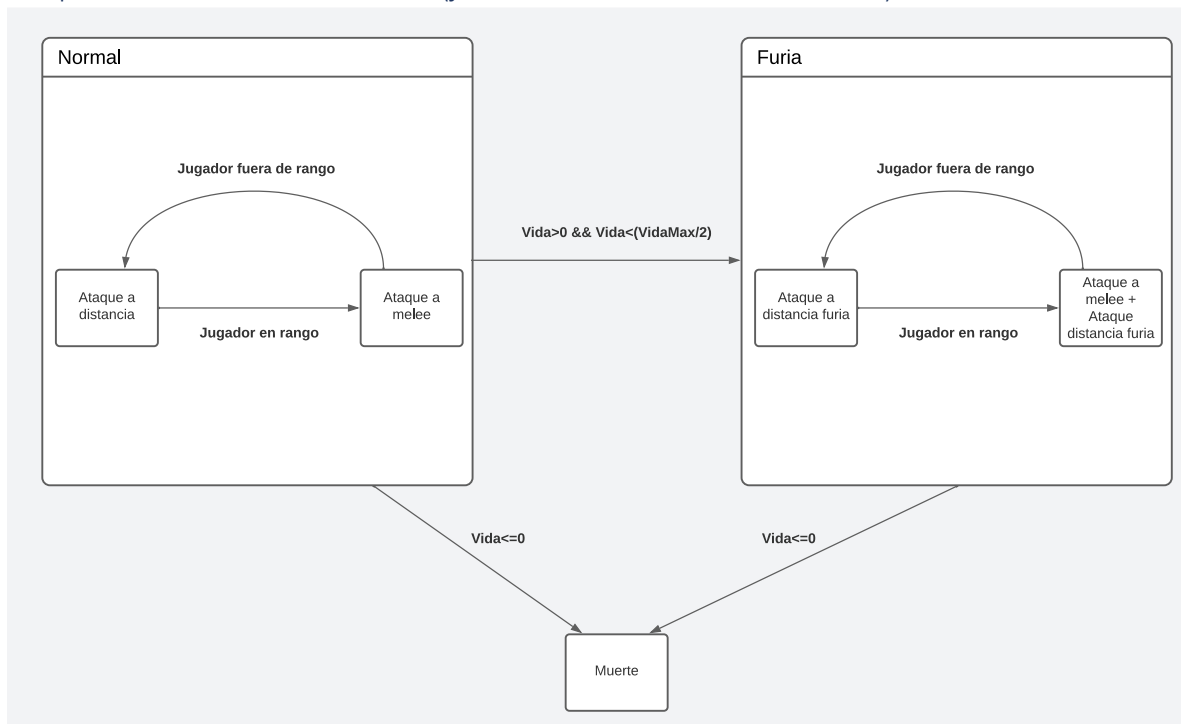 Normal
Furia
Jugador fuera de rango
Jugador fuera de rango
Vida>0 && Vida<(VidaMax/2)
Ataque a
distancia
Ataque a
melee
Jugador en rango
Ataque a
distancia furia
Ataque a
melee +
Ataque
distancia furia
Jugador en rango
Vida<=0
Vida<=0
Muerte